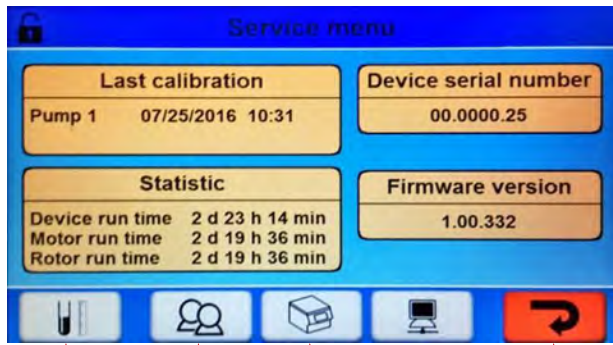 Service menu
Last calibration
Pump 1 07/25/2016 10:31
Device serial number
00.0000.25
Statistic
Device run time 2 d 23 h 14 min
Motor run time 2 d 19 h 36 min
Rotor run time 2 d 19 h 36 min
Firmware version
1.00.332